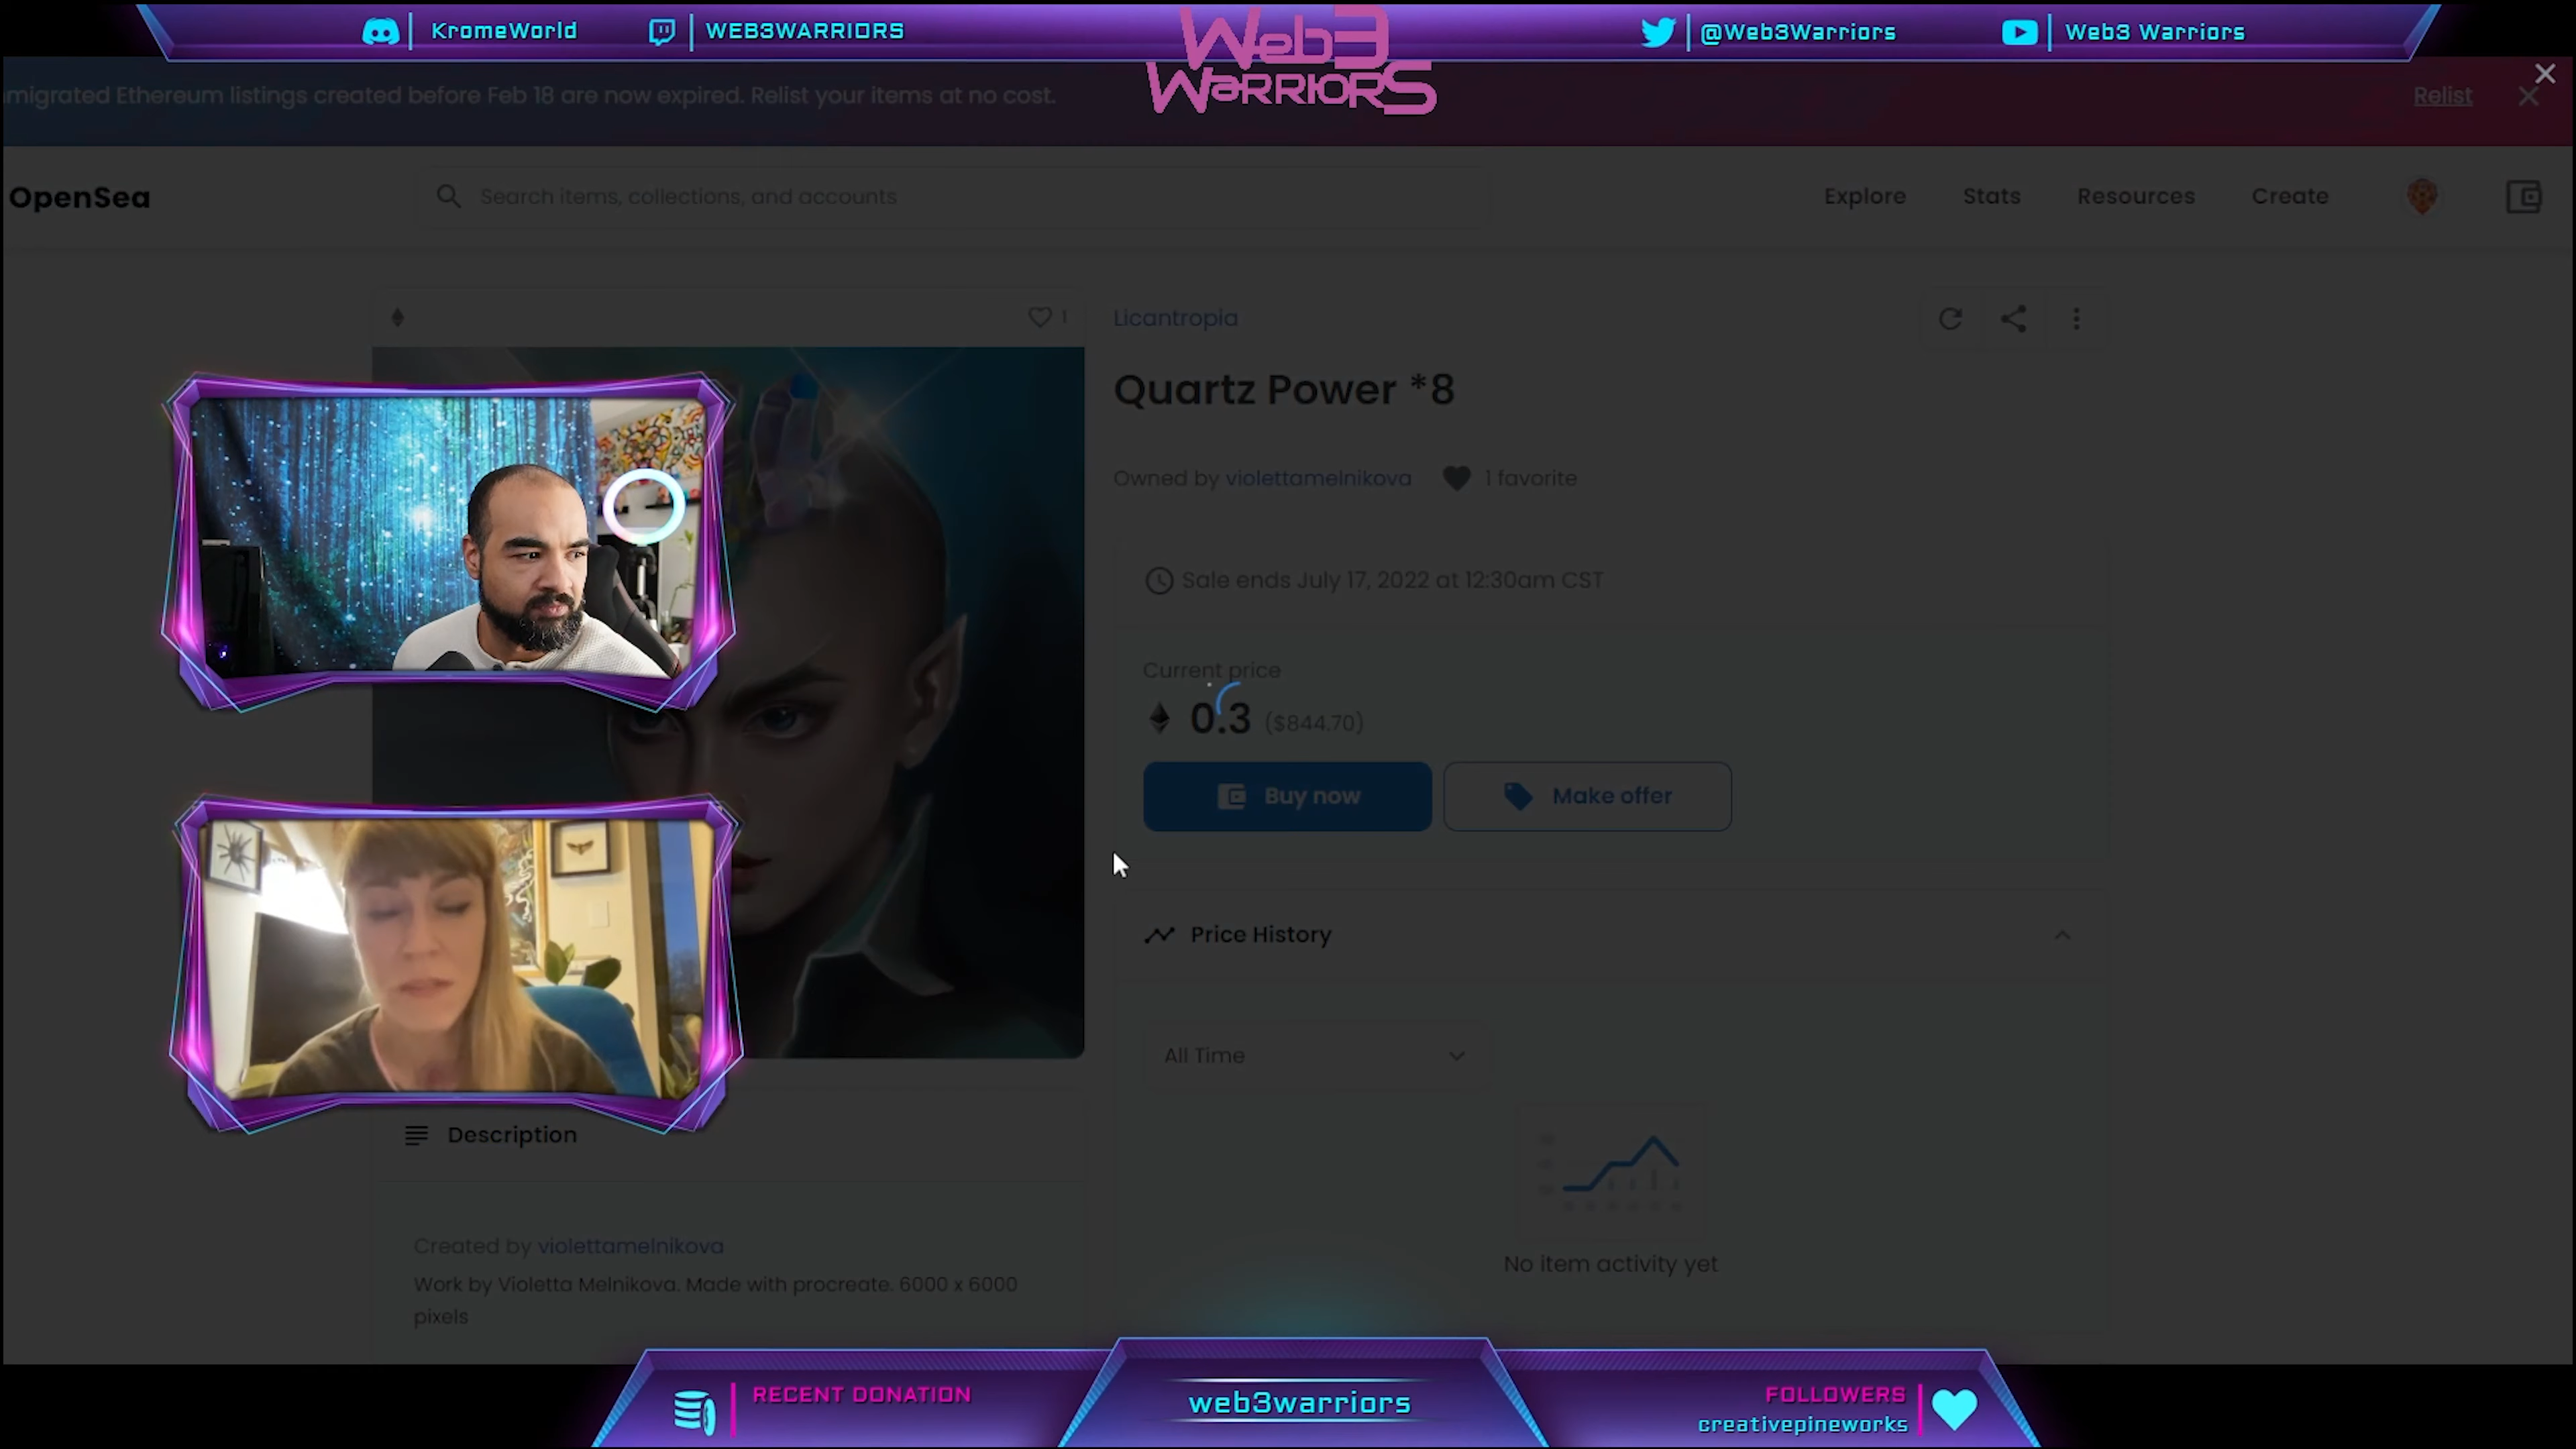 KromeWorld
WEB3WARRIORS
Web3
WARRIORS
@Web3Warriors
Web3 Warriors
migrated Ethereum listings created before Feb 18 are now expired. Relist your items at no cost.
Relist
OpenSea
Search items, collections, and accounts
Explore
Stats
Resources
Create
1
Licantropia
Quartz Power *8
Owned by violettamelnikova
1 favorite
Sale ends July 17, 2022 at 12:30am CST
Current price
0.3 ($844.70)
Buy now
Make offer
Price History
All Time
No item activity yet
Description
Created by violettamelnikova
Work by Violetta Melnikova. Made with procreate. 6000 x 6000
pixels
RECENT DONATION
web3warriors
FOLLOWERS
creativepineworks